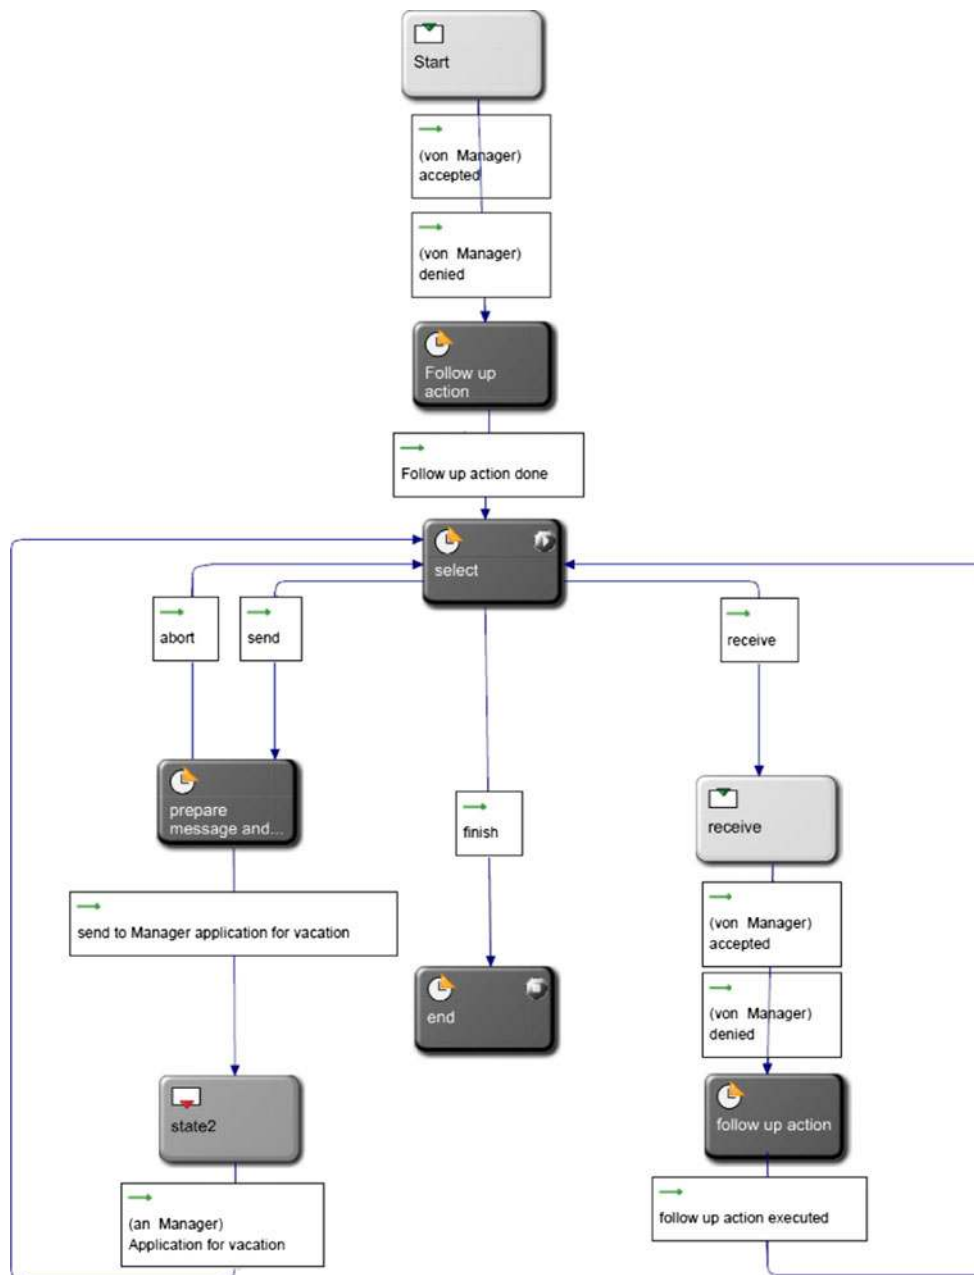 Start
(von Manager)
accepted
(von Manager)
denied
Follow up
action
Follow up action done
select
abort
send
receive
prepare
message and...
finish
receive
send to Manager application for vacation
(von Manager)
accepted
end
(von Manager)
denied
state2
follow up action
(an Manager)
Application for vacation
follow up action executed